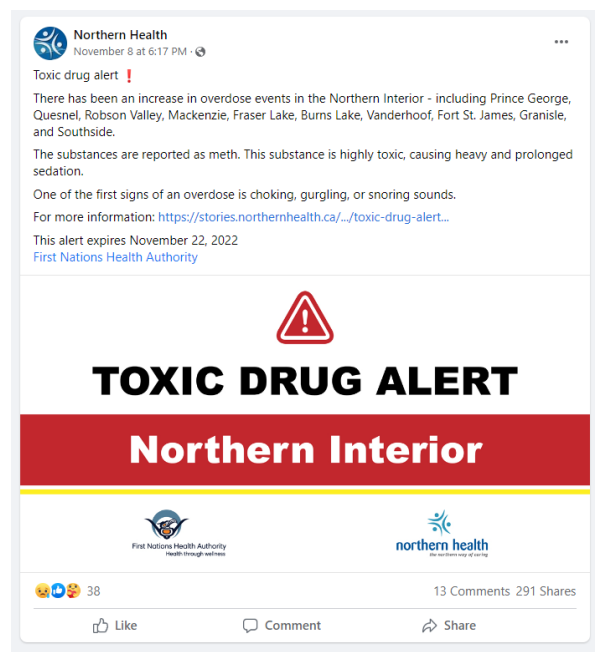 Northern Health
November 8 at 6:17 PM ·
Toxic drug alert ❗
There has been an increase in overdose events in the Northern Interior - including Prince George,
Quesnel, Robson Valley, Mackenzie, Fraser Lake, Burns Lake, Vanderhoof, Fort St. James, Granisle,
and Southside.
The substances are reported as meth. This substance is highly toxic, causing heavy and prolonged
sedation.
One of the first signs of an overdose is choking, gurgling, or snoring sounds.
For more information: https://stories.northernhealth.ca/.../toxic-drug-alert...
This alert expires November 22, 2022
First Nations Health Authority
TOXIC DRUG ALERT
Northern Interior
First Nations Health Authority
Health through wellness
northern health
the northern way of caring
38
13 Comments 291 Shares
Like
Comment
Share